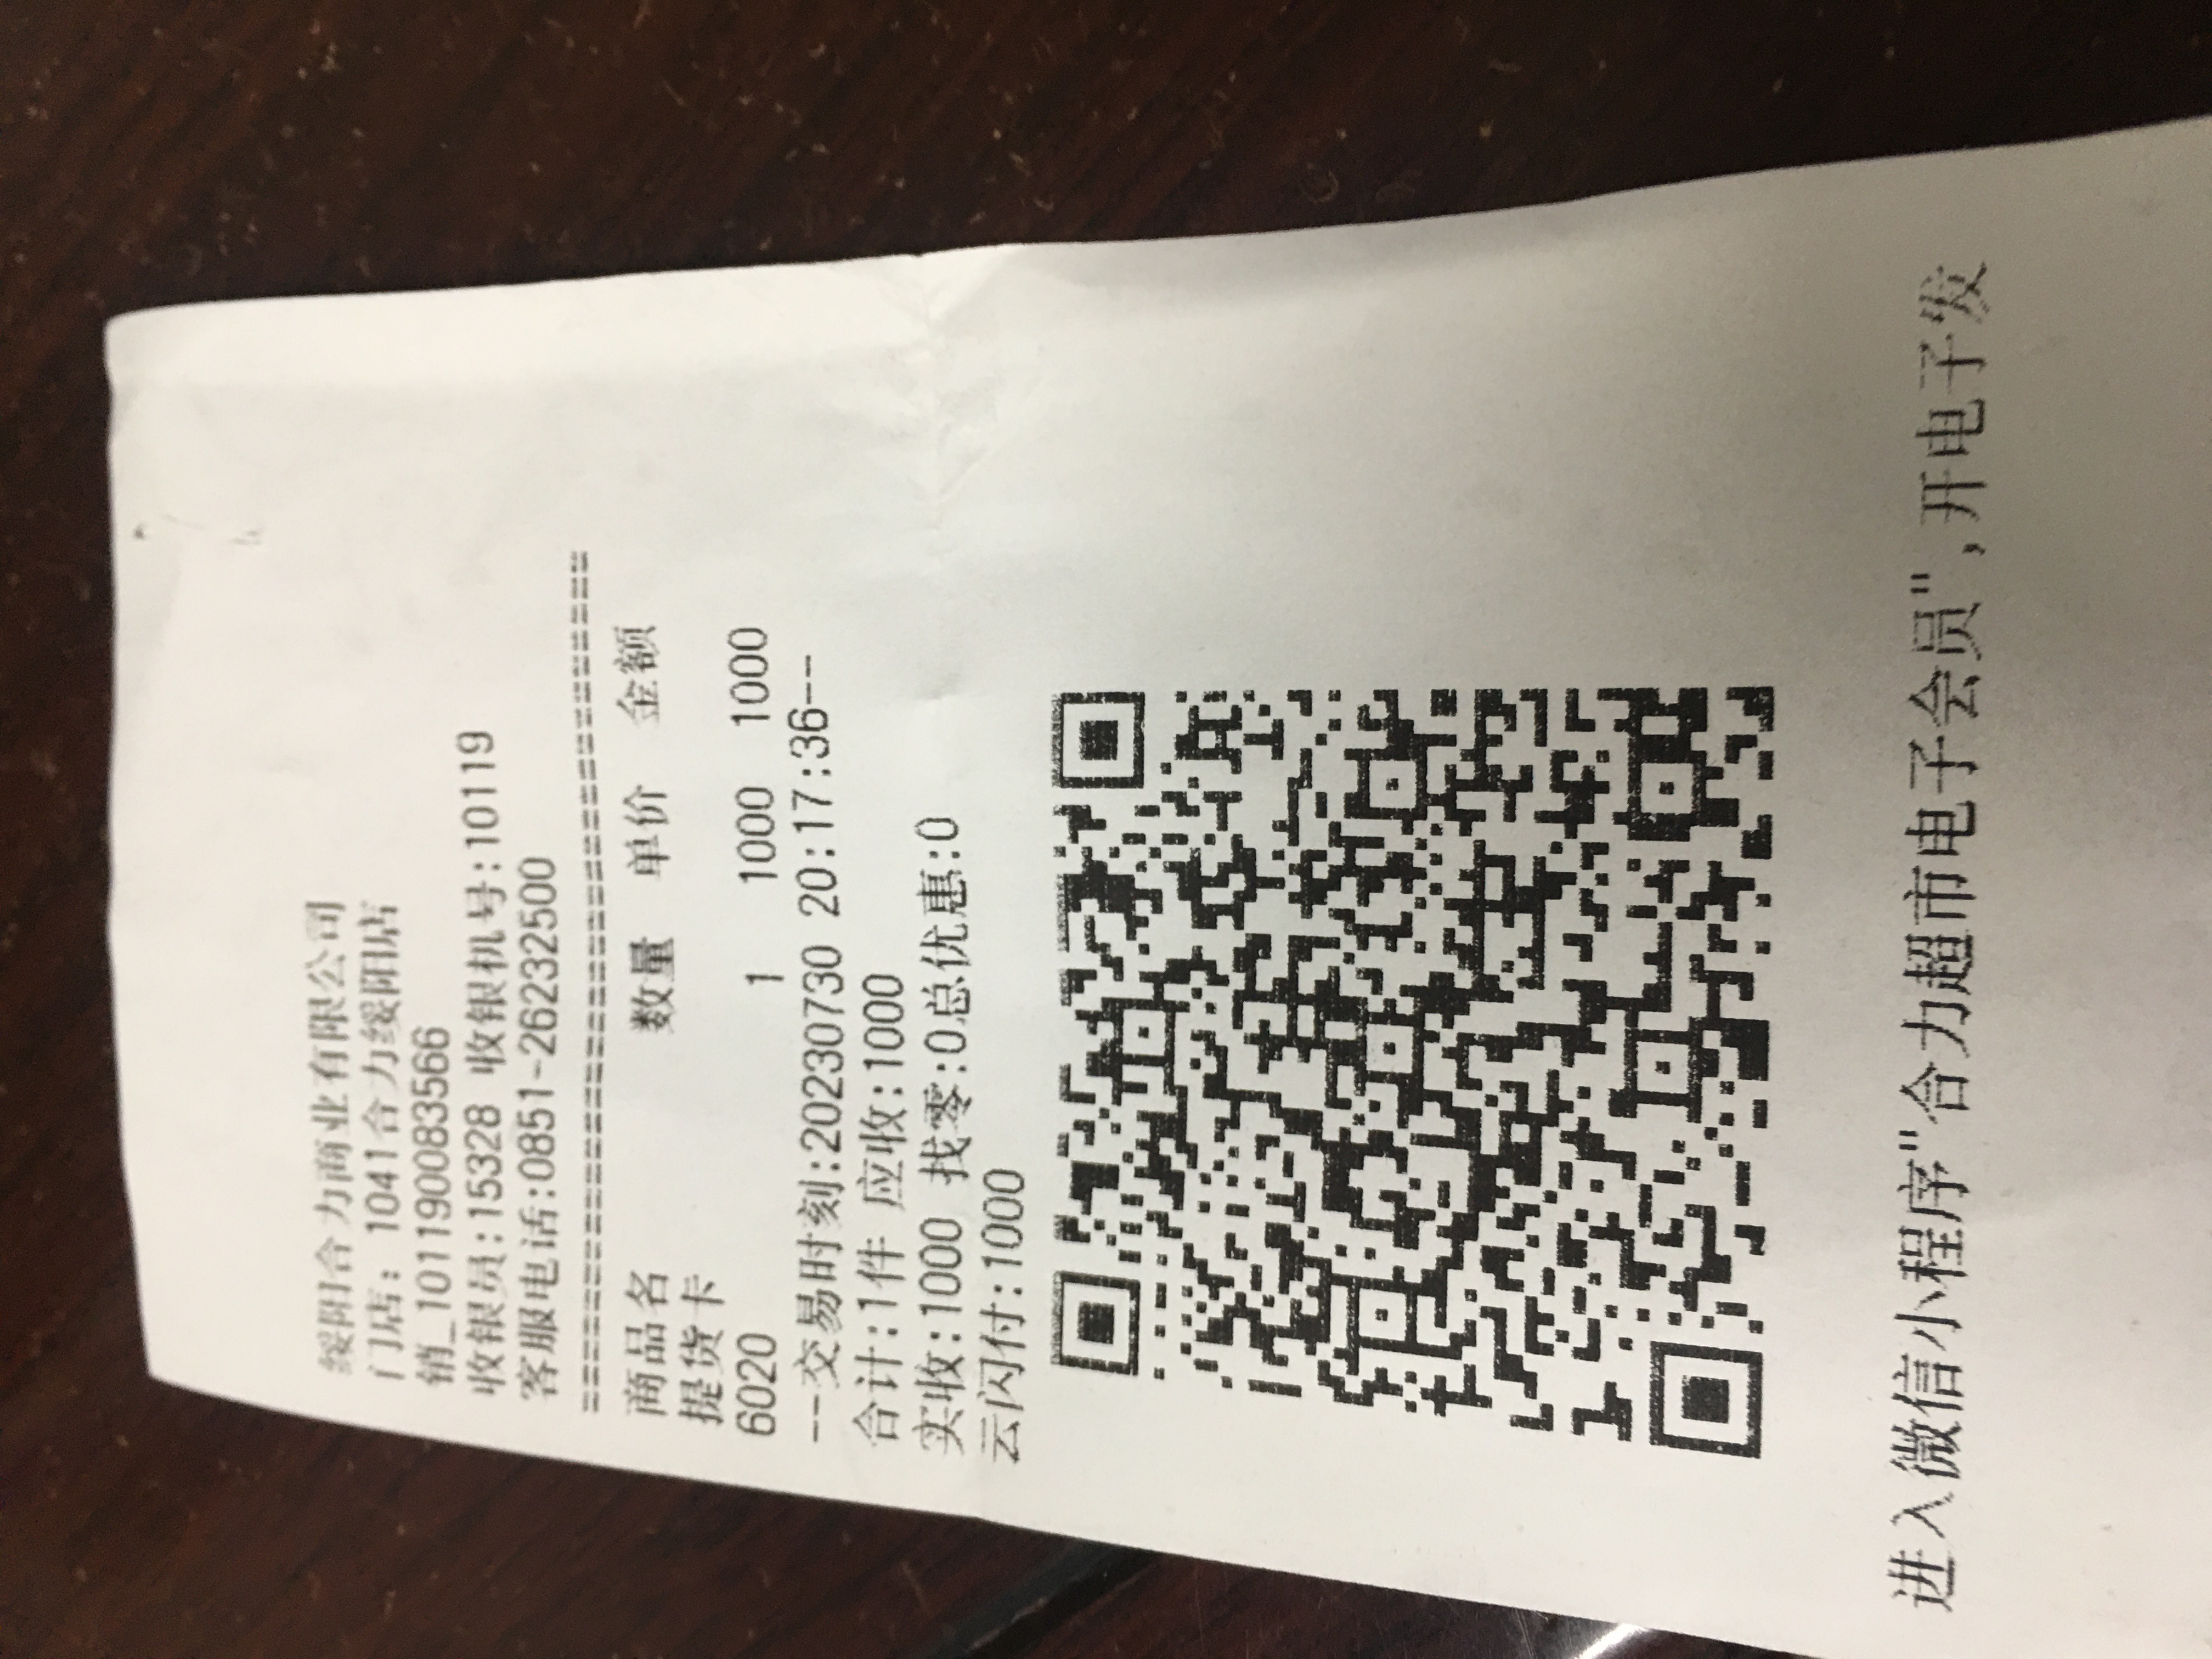 绥阳合力商业有限公司
门店: 1041合力绥阳店
销_1011900083566
收银员:15328 收银机号:10119
客服电话:0851-26232500
================================================
商品名 数量 单价 金额
提货卡
6020 1 1000 1000
---交易时刻:20230730 20:17:36---
合计:1件 应收:1000
实收:1000 找零:0总优惠:0
云闪付:1000
进入微信小程序"合力超市电子会员",开电子发